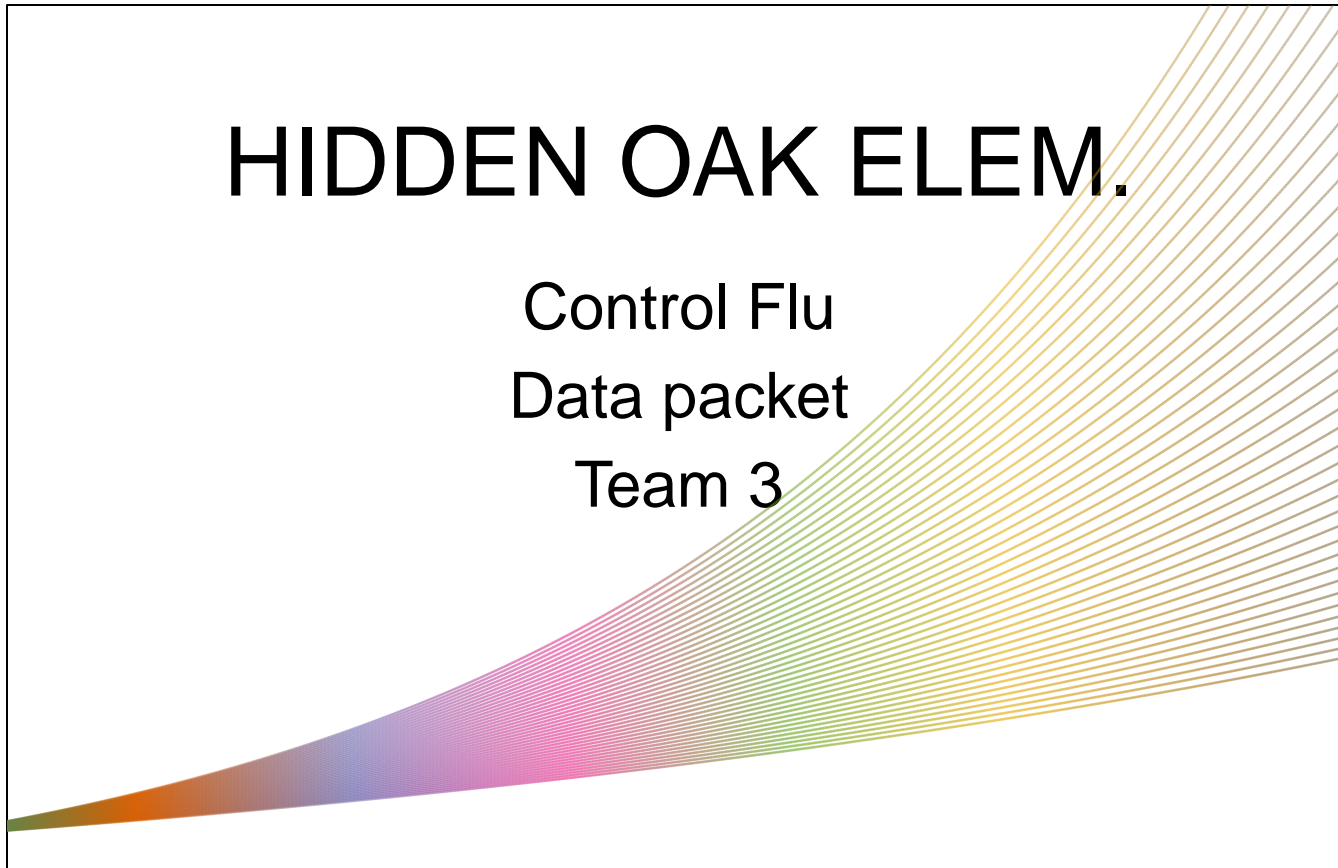 HIDDEN OAK ELEM.
Control Flu
Data packet
Team 3